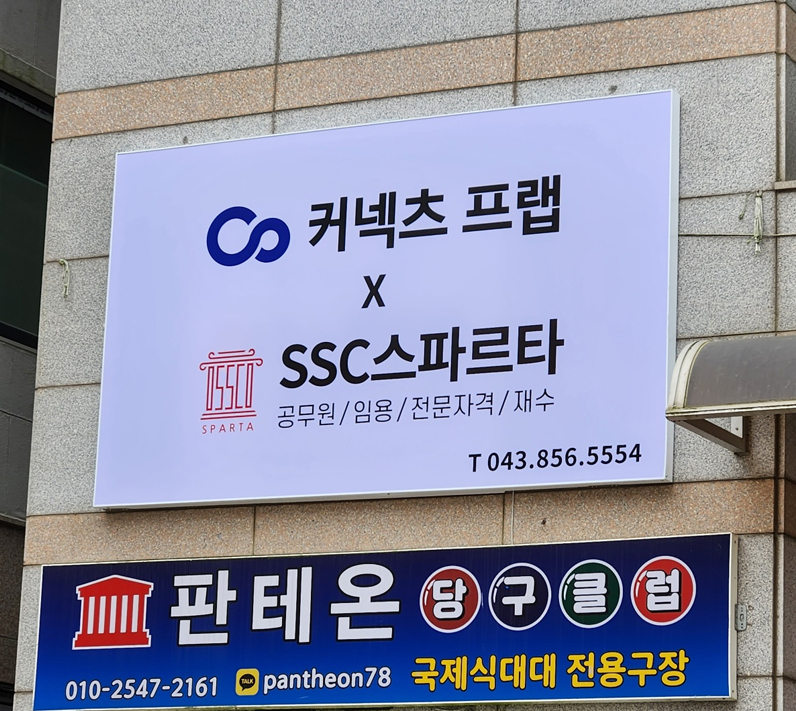 커넥츠 프랩
X
SSC스파르타
SSCO
SPARTA
공무원/임용/전문자격/재수
T 043.856.5554
판테온 당구클럽
010-2547-2161 TALK pantheon78 국제식대대 전용구장